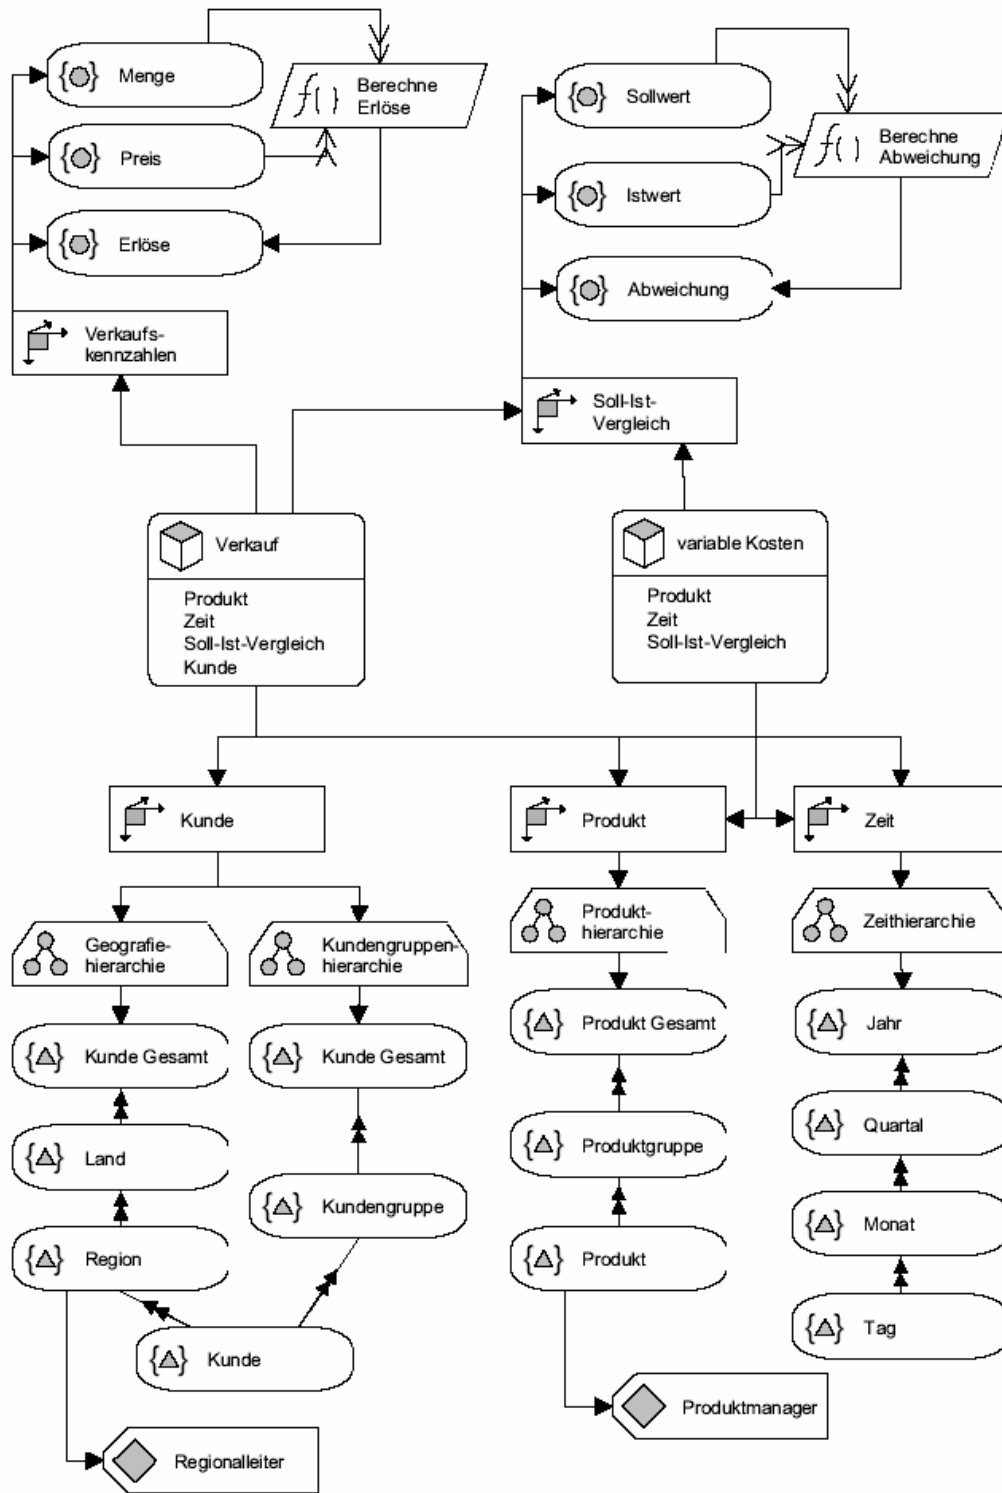 Menge
Berechne
Erlöse
Preis
Erlöse
Verkaufs-
kennzahlen
Sollwert
Berechne
Abweichung
Istwert
Abweichung
Soll-Ist-
Vergleich
Verkauf
Produkt
Zeit
Soll-Ist-Vergleich
Kunde
variable Kosten
Produkt
Zeit
Soll-Ist-Vergleich
Kunde
Produkt
Zeit
Geografie-
hierarchie
Kundengruppen-
hierarchie
Produkt-
hierarchie
Zeithierarchie
Kunde Gesamt
Kunde Gesamt
Produkt Gesamt
Jahr
Land
Kundengruppe
Produktgruppe
Quartal
Region
Produkt
Monat
Kunde
Tag
Regionalleiter
Produktmanager